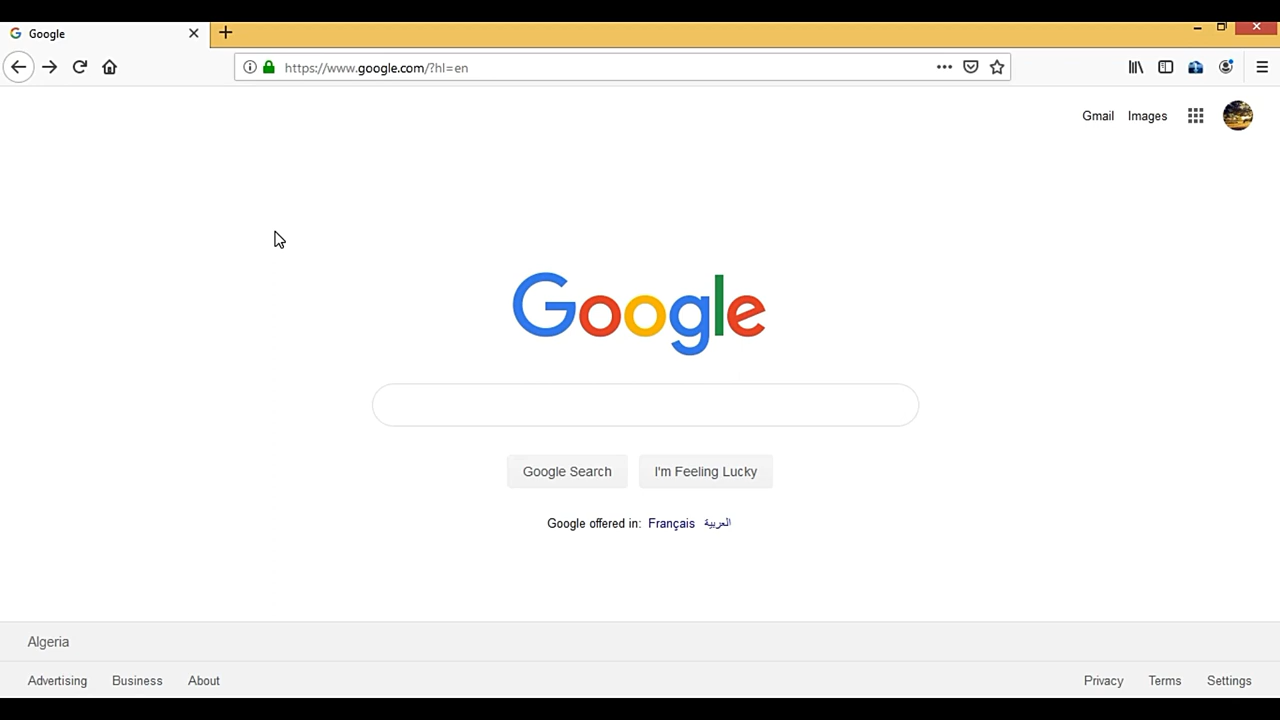 Google
https://www.google.com/?hl=en
Gmail Images
Google
Google Search I'm Feeling Lucky
Google offered in: Français العربية
Algeria
Advertising Business About Privacy Terms Settings